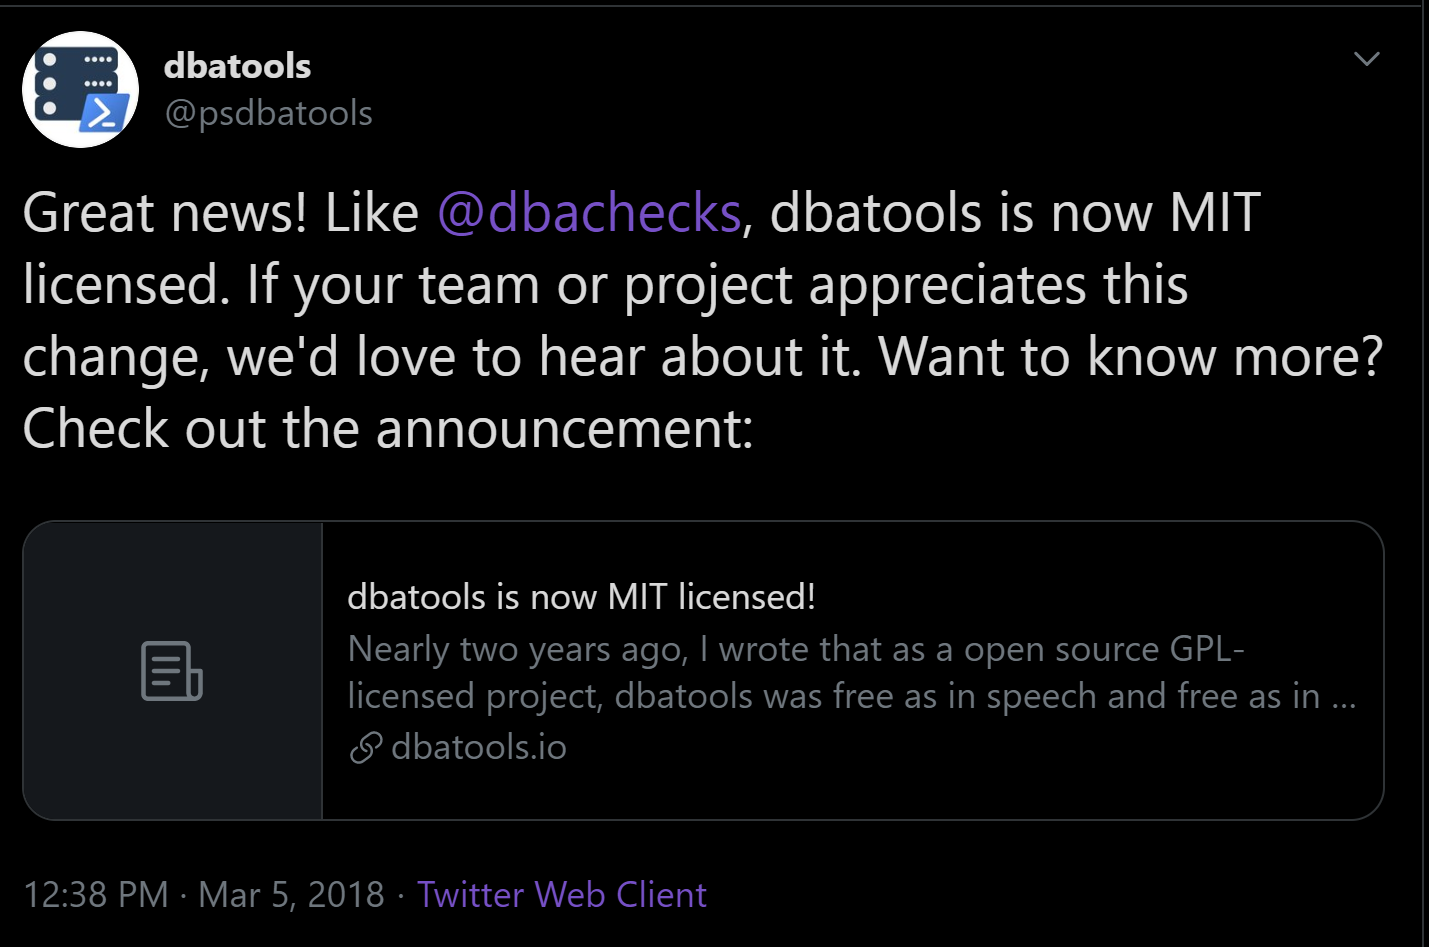 dbatools
@psdbatools
Great news! Like @dbachecks, dbatools is now MIT
licensed. If your team or project appreciates this
change, we'd love to hear about it. Want to know more?
Check out the announcement:
dbatools is now MIT licensed!
Nearly two years ago, I wrote that as a open source GPL-
licensed project, dbatools was free as in speech and free as in ...
dbatools.io
12:38 PM · Mar 5, 2018 · Twitter Web Client